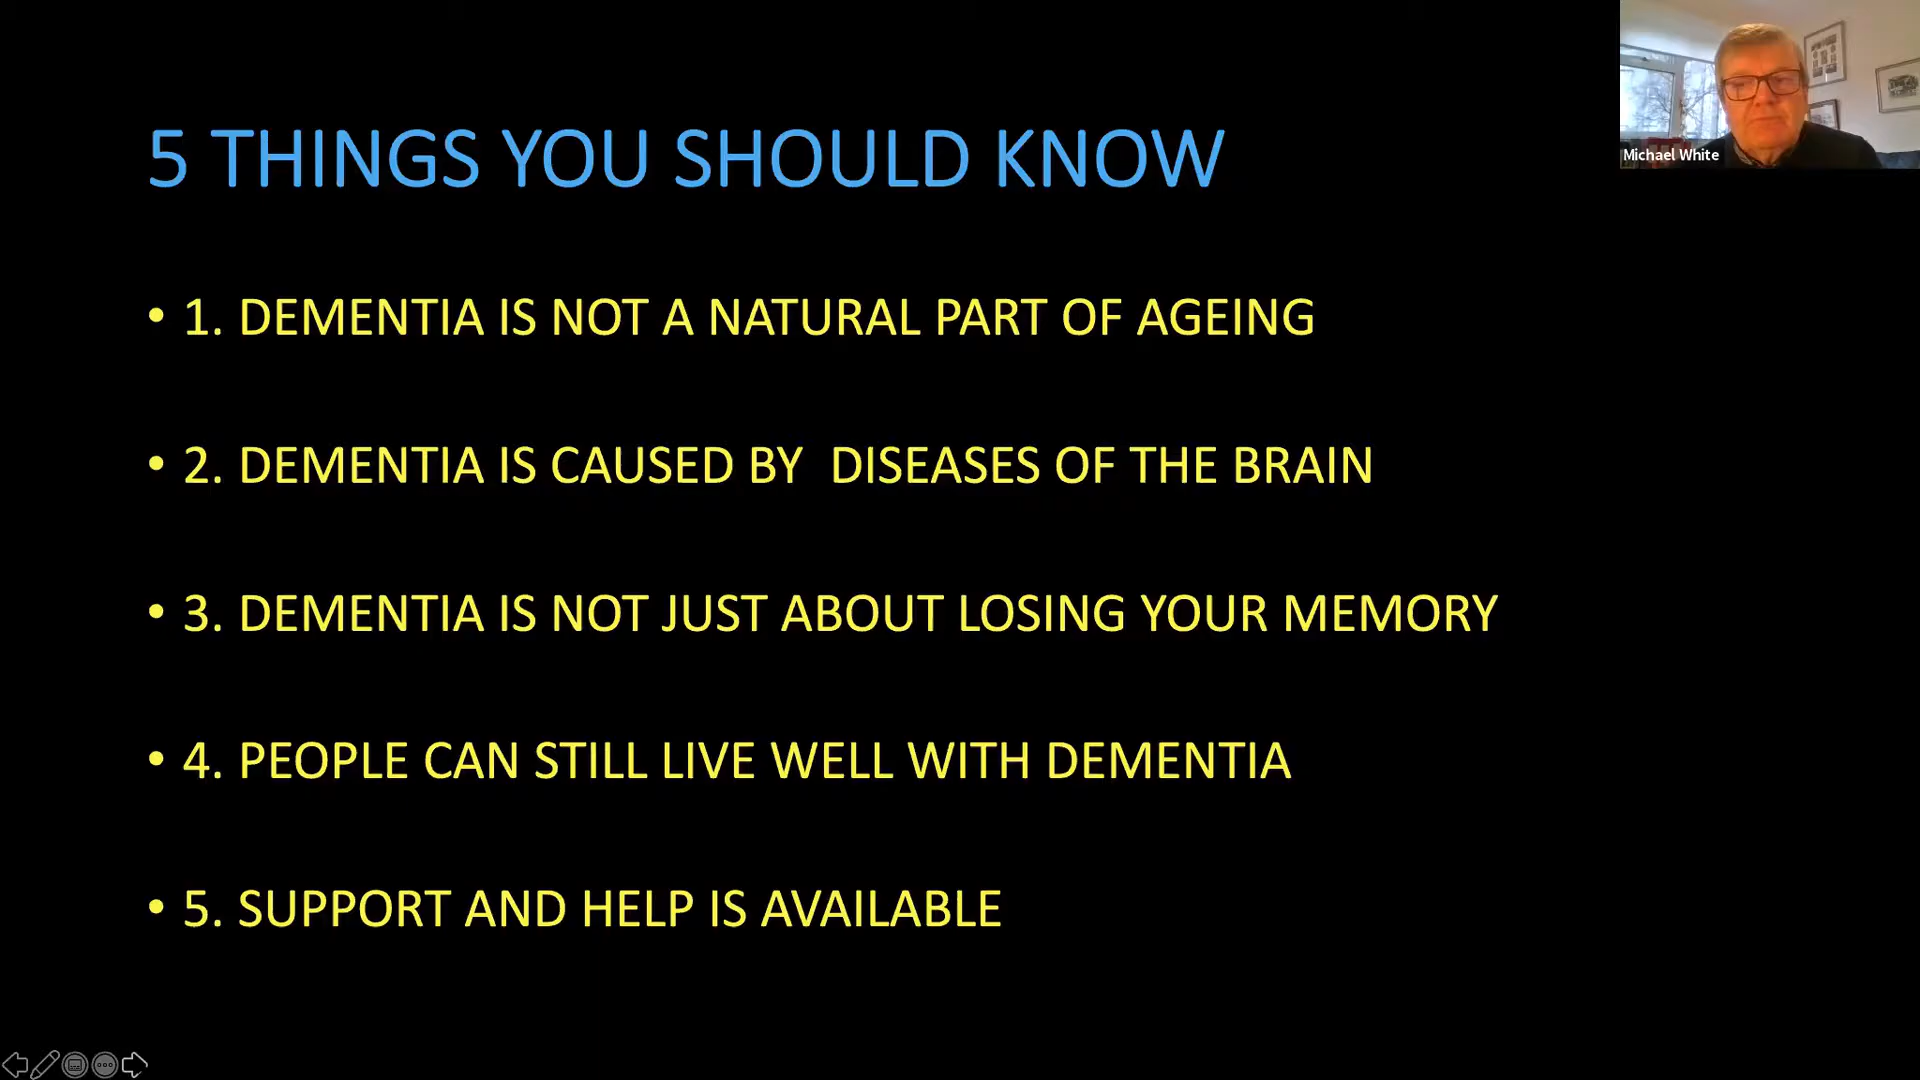 5 THINGS YOU SHOULD KNOW
Michael White
• 1. DEMENTIA IS NOT A NATURAL PART OF AGEING
• 2. DEMENTIA IS CAUSED BY  DISEASES OF THE BRAIN
• 3. DEMENTIA IS NOT JUST ABOUT LOSING YOUR MEMORY
• 4. PEOPLE CAN STILL LIVE WELL WITH DEMENTIA
• 5. SUPPORT AND HELP IS AVAILABLE